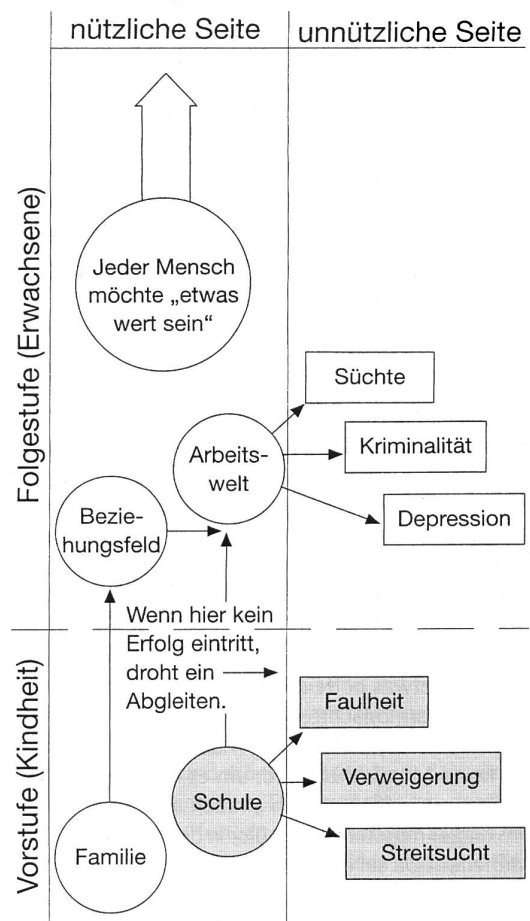 nützliche Seite
unnützliche Seite
Folgestufe (Erwachsene)
Jeder Mensch
möchte „etwas
wert sein“
Süchte
Arbeits-
welt
Kriminalität
Bezie-
hungsfeld
Depression
Wenn hier kein
Erfolg eintritt,
droht ein
Abgleiten.
Vorstufe (Kindheit)
Faulheit
Schule
Verweigerung
Familie
Streitsucht